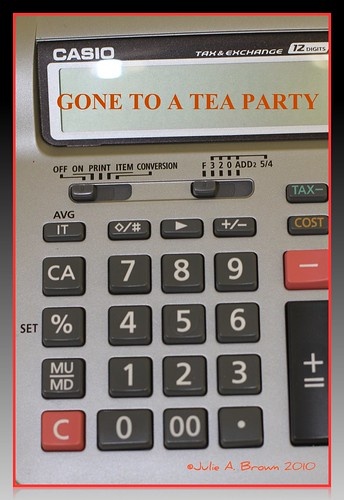 CASIO TAX & EXCHANGE 12 DIGITS
GONE TO A TEA PARTY
OFF ON PRINT ITEM CONVERSION F 3 2 0 ADD2 5/4
TAX−
AVG
IT ◇/# ▶ +/− COST
CA 7 8 9 −
SET % 4 5 6
MU/MD 1 2 3 + =
C 0 00 •
©Julie A. Brown 2010